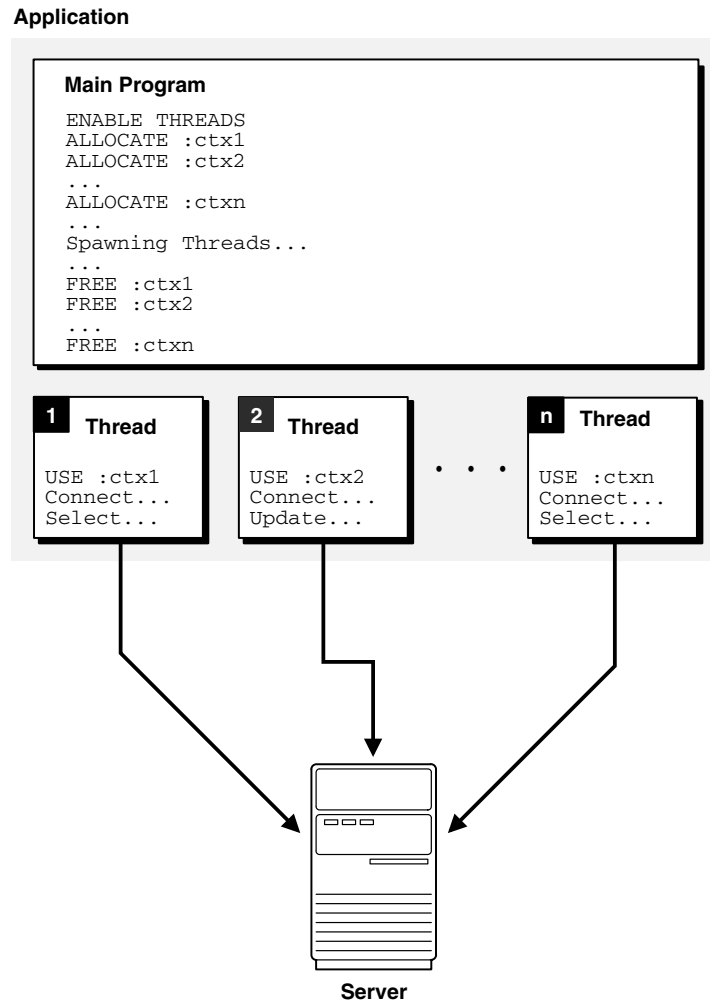 Application
Main Program
ENABLE THREADS
ALLOCATE :ctx1
ALLOCATE :ctx2
...
ALLOCATE :ctxn
...
Spawning Threads...
...
FREE :ctx1
FREE :ctx2
...
FREE :ctxn
1 Thread
USE :ctx1
Connect...
Select...
2 Thread
USE :ctx2
Connect...
Update...
. . .
n Thread
USE :ctxn
Connect...
Select...
Server